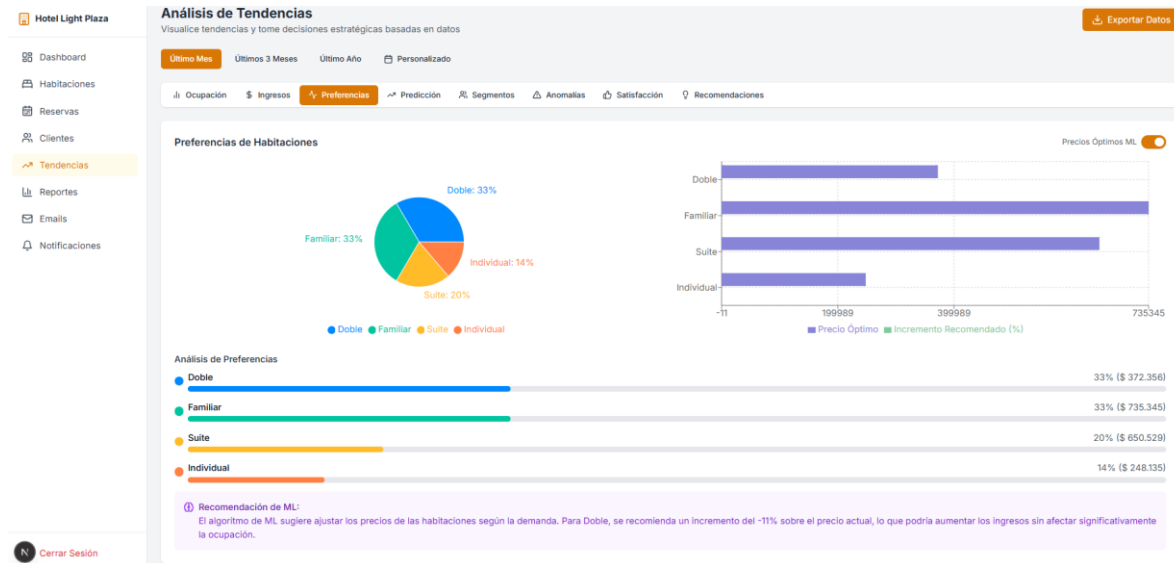 Hotel Light Plaza
Dashboard
Habitaciones
Reservas
Clientes
Tendencias
Reportes
Emails
Notificaciones
N
Cerrar Sesión
Análisis de Tendencias
Visualice tendencias y tome decisiones estratégicas basadas en datos
Exportar Datos
Último Mes Últimos 3 Meses Último Año Personalizado
Ocupación Ingresos Preferencias Predicción Segmentos Anomalías Satisfacción Recomendaciones
Preferencias de Habitaciones
Precios Óptimos ML
Doble: 33%
Familiar: 33%
Individual: 14%
Suite: 20%
Doble Familiar Suite Individual
Doble
Familiar
Suite
Individual
-11 199989 399989 735345
Precio Óptimo Incremento Recomendado (%)
Análisis de Preferencias
Doble 33% ($ 372.356)
Familiar 33% ($ 735.345)
Suite 20% ($ 650.529)
Individual 14% ($ 248.135)
Recomendación de ML:
El algoritmo de ML sugiere ajustar los precios de las habitaciones según la demanda. Para Doble, se recomienda un incremento del -11% sobre el precio actual, lo que podría aumentar los ingresos sin afectar significativamente
la ocupación.